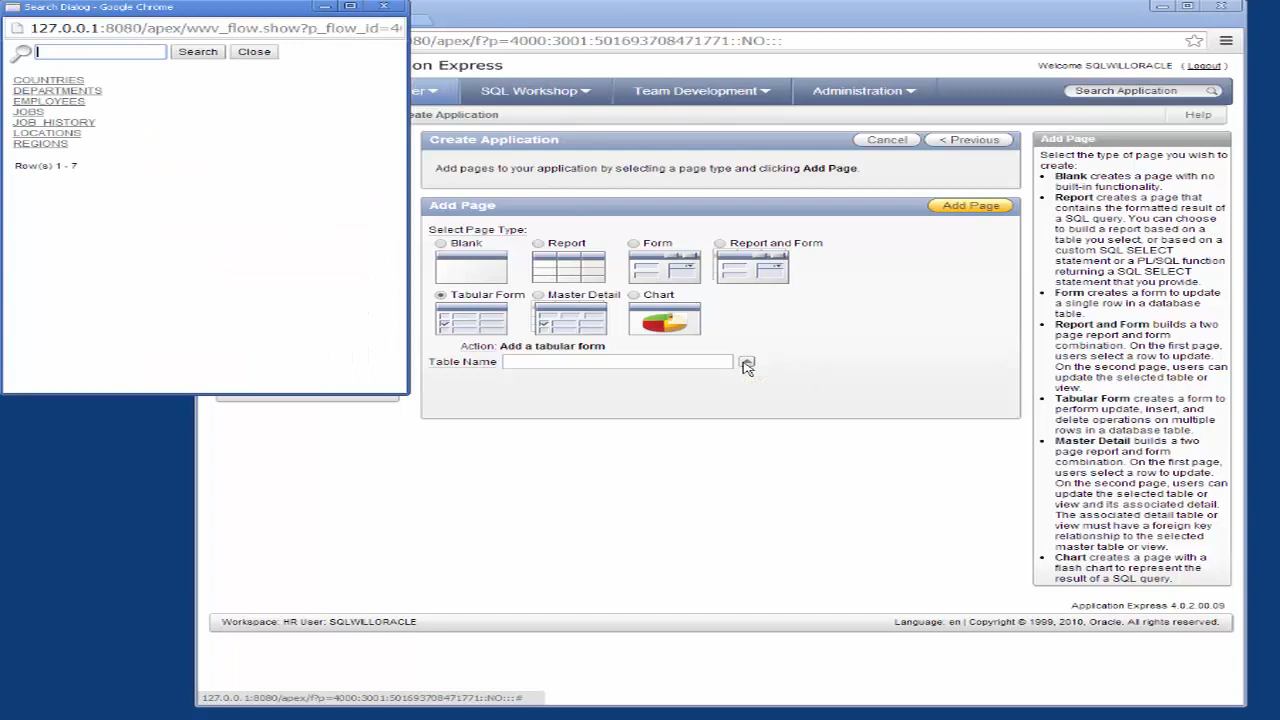 Search Dialog - Google Chrome
127.0.0.1:8080/apex/wwv_flow.show?p_flow_id=4
Search
Close
COUNTRIES
DEPARTMENTS
EMPLOYEES
JOBS
JOB_HISTORY
LOCATIONS
REGIONS
Row(s) 1 - 7
80/apex/f?p=4000:3001:501693708471771::NO:::
on Express
Welcome SQLWILLORACLE ( Logout )
SQL Workshop
Team Development
Administration
Search Application
eate Application
Help
Create Application
Cancel
< Previous
Add pages to your application by selecting a page type and clicking Add Page.
Add Page
Add Page
Select Page Type:
Blank
Report
Form
Report and Form
Tabular Form
Master Detail
Chart
Action: Add a tabular form
Table Name
Add Page
Select the type of page you wish to
create:
• Blank creates a page with no
built-in functionality.
• Report creates a page that
contains the formatted result of
a SQL query. You can choose
to build a report based on a
table you select, or based on a
custom SQL SELECT
statement or a PL/SQL function
returning a SQL SELECT
statement that you provide.
• Form creates a form to update
a single row in a database
table.
• Report and Form builds a two
page report and form
combination. On the first page,
users select a row to update.
On the second page, users can
update the selected table or
view.
• Tabular Form creates a form to
perform update, insert, and
delete operations on multiple
rows in a database table.
• Master Detail builds a two
page report and form
combination. On the first page,
users select a row to update.
On the second page, users can
update the selected table or
view and its associated detail.
The associated detail table or
view must have a foreign key
relationship to the selected
master table or view.
• Chart creates a page with a
flash chart to represent the
result of a SQL query.
Application Express 4.0.2.00.09
Workspace: HR User: SQLWILLORACLE
Language: en | Copyright © 1999, 2010, Oracle. All rights reserved.
127.0.0.1:8080/apex/f?p=4000:3001:501693708471771::NO:::#